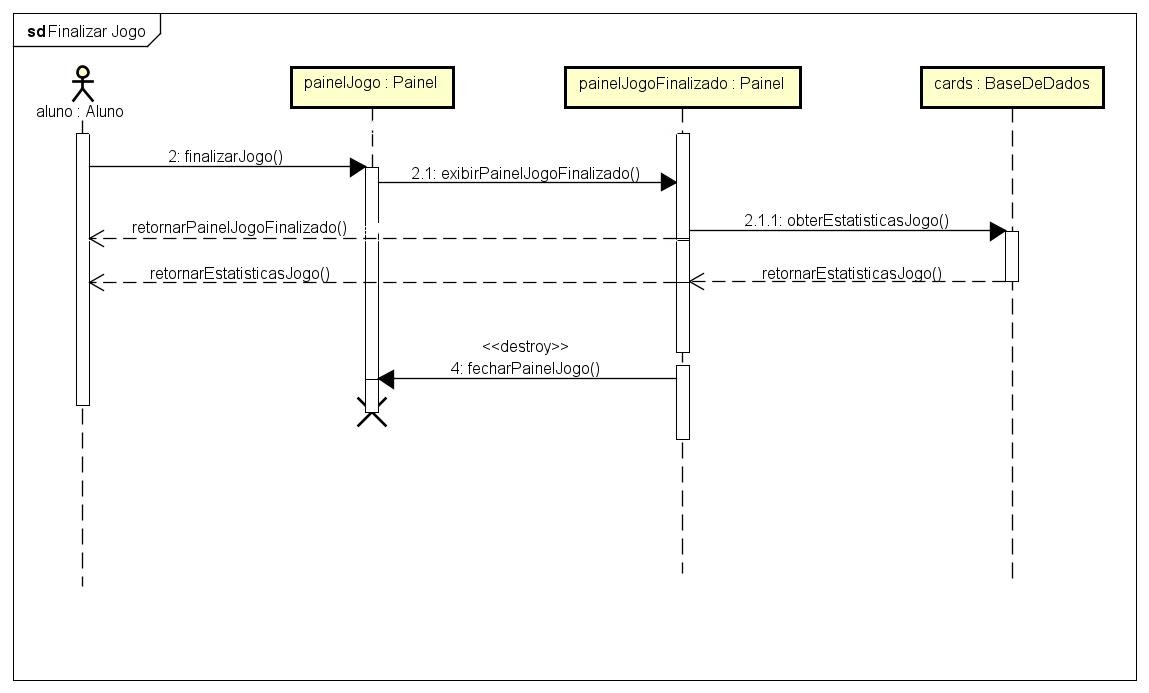 sd Finalizar Jogo
aluno : Aluno
painelJogo : Painel
painelJogoFinalizado : Painel
cards : BaseDeDados
2: finalizarJogo()
2.1: exibirPainelJogoFinalizado()
2.1.1: obterEstatisticasJogo()
retornarPainelJogoFinalizado()
retornarEstatisticasJogo()
retornarEstatisticasJogo()
<<destroy>>
4: fecharPainelJogo()